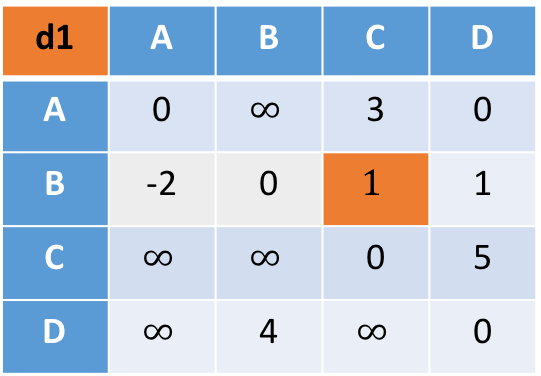 d1 A B C D
A 0 ∞ 3 0
B -2 0 1 1
C ∞ ∞ 0 5
D ∞ 4 ∞ 0